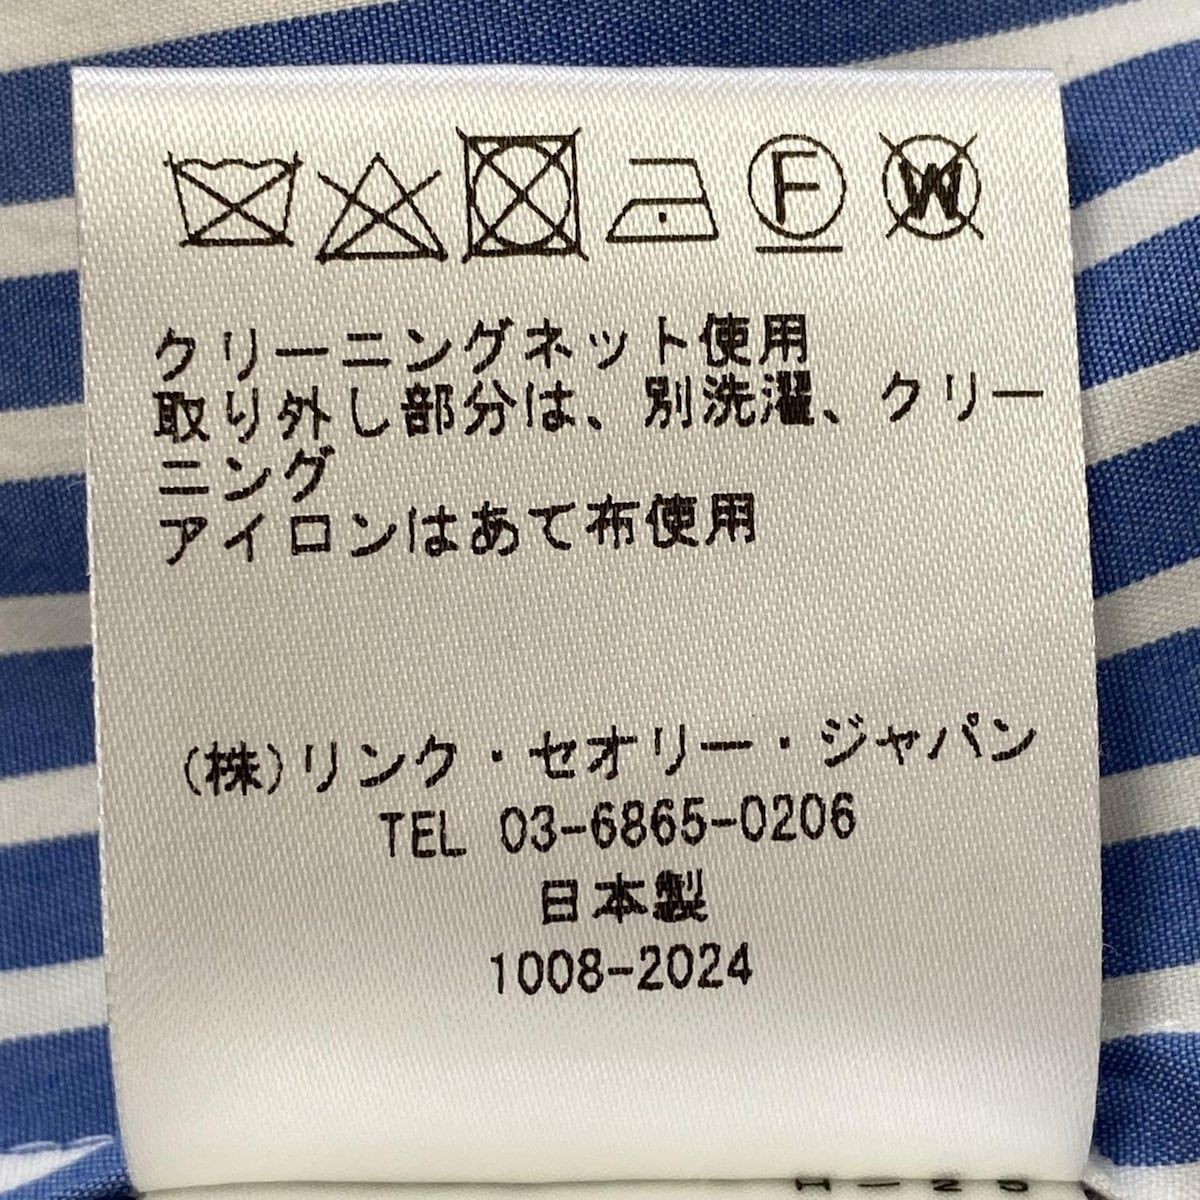 F W
クリーニングネット使用
取り外し部分は、別洗濯、クリー
ニング
アイロンはあて布使用
(株)リンク・セオリー・ジャパン
TEL 03-6865-0206
日本製
1008-2024